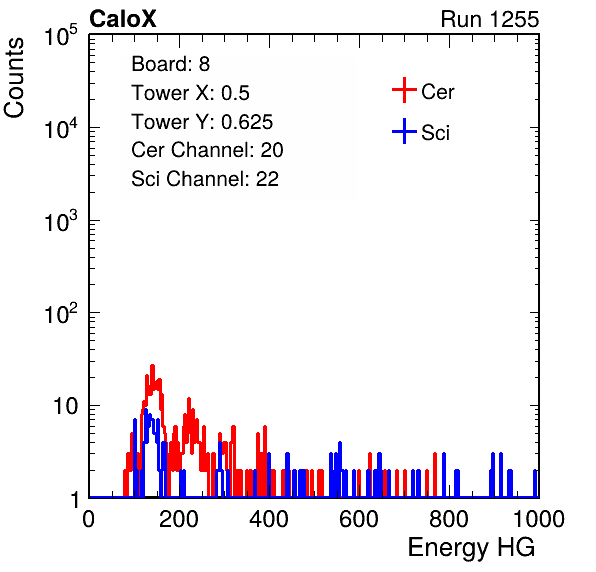 CaloX Run 1255
Counts
Board: 8
Tower X: 0.5
Tower Y: 0.625
Cer Channel: 20
Sci Channel: 22
Cer
Sci
10^5
10^4
10^3
10^2
10
1
0 200 400 600 800 1000
Energy HG